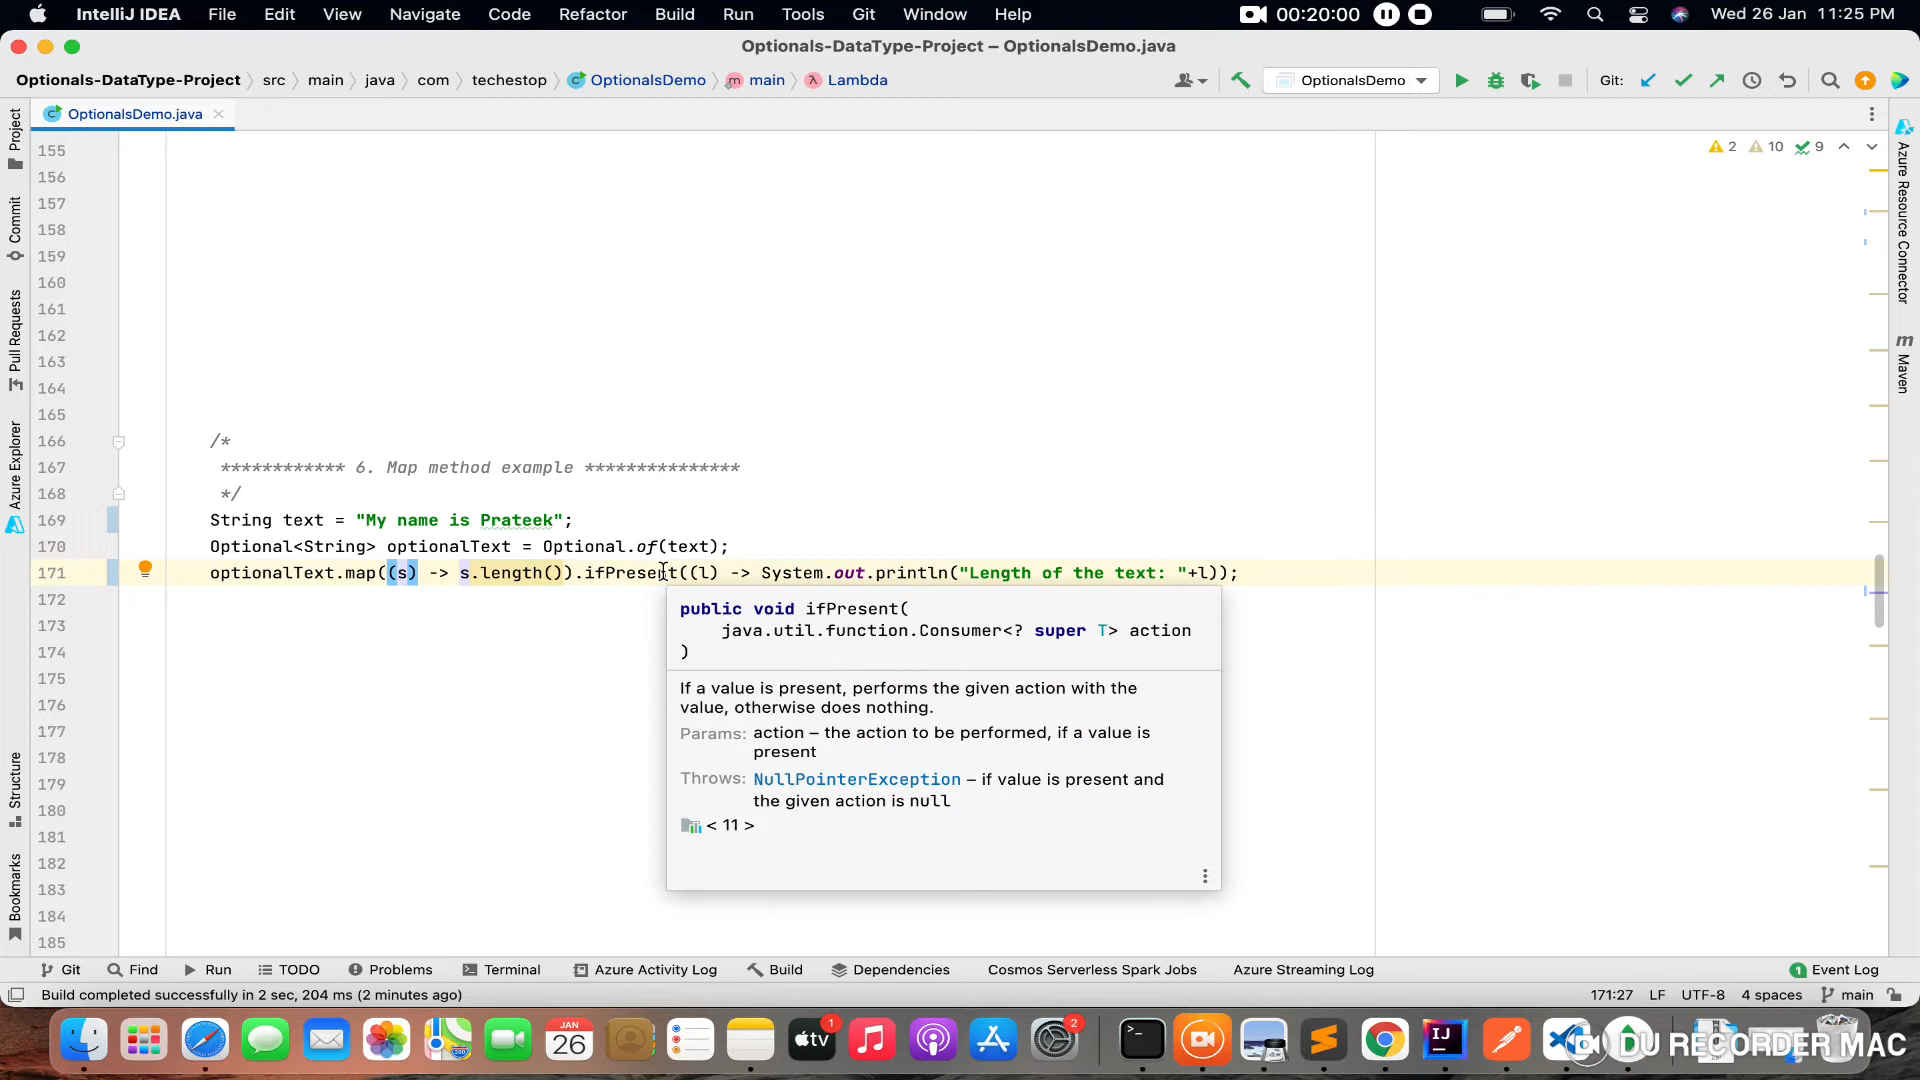 IntelliJ IDEA File Edit View Navigate Code Refactor Build Run Tools Git Window Help 00:20:00 Wed 26 Jan 11:25 PM
Optionals-DataType-Project – OptionalsDemo.java
Optionals-DataType-Project src main java com techestop OptionalsDemo main Lambda OptionalsDemo Git:
OptionalsDemo.java
2 10 9
Project
Commit
Pull Requests
Azure Explorer
Structure
Bookmarks
Azure Resource Connector
m Maven
155
156
157
158
159
160
161
162
163
164
165
166 /*
167 ************ 6. Map method example ***************
168 */
169 String text = "My name is Prateek";
170 Optional<String> optionalText = Optional.of(text);
171 optionalText.map((s) -> s.length()).ifPresent((l) -> System.out.println("Length of the text: "+l));
172
173
174
175
176
177
178
179
180
181
182
183
184
185
public void ifPresent(
java.util.function.Consumer<? super T> action
)
If a value is present, performs the given action with the
value, otherwise does nothing.
Params: action – the action to be performed, if a value is
present
Throws: NullPointerException – if value is present and
the given action is null
< 11 >
Git Find Run TODO Problems Terminal Azure Activity Log Build Dependencies Cosmos Serverless Spark Jobs Azure Streaming Log 1 Event Log
Build completed successfully in 2 sec, 204 ms (2 minutes ago) 171:27 LF UTF-8 4 spaces main
JAN
26
tv
1
2
IJ
DU RECORDER MAC